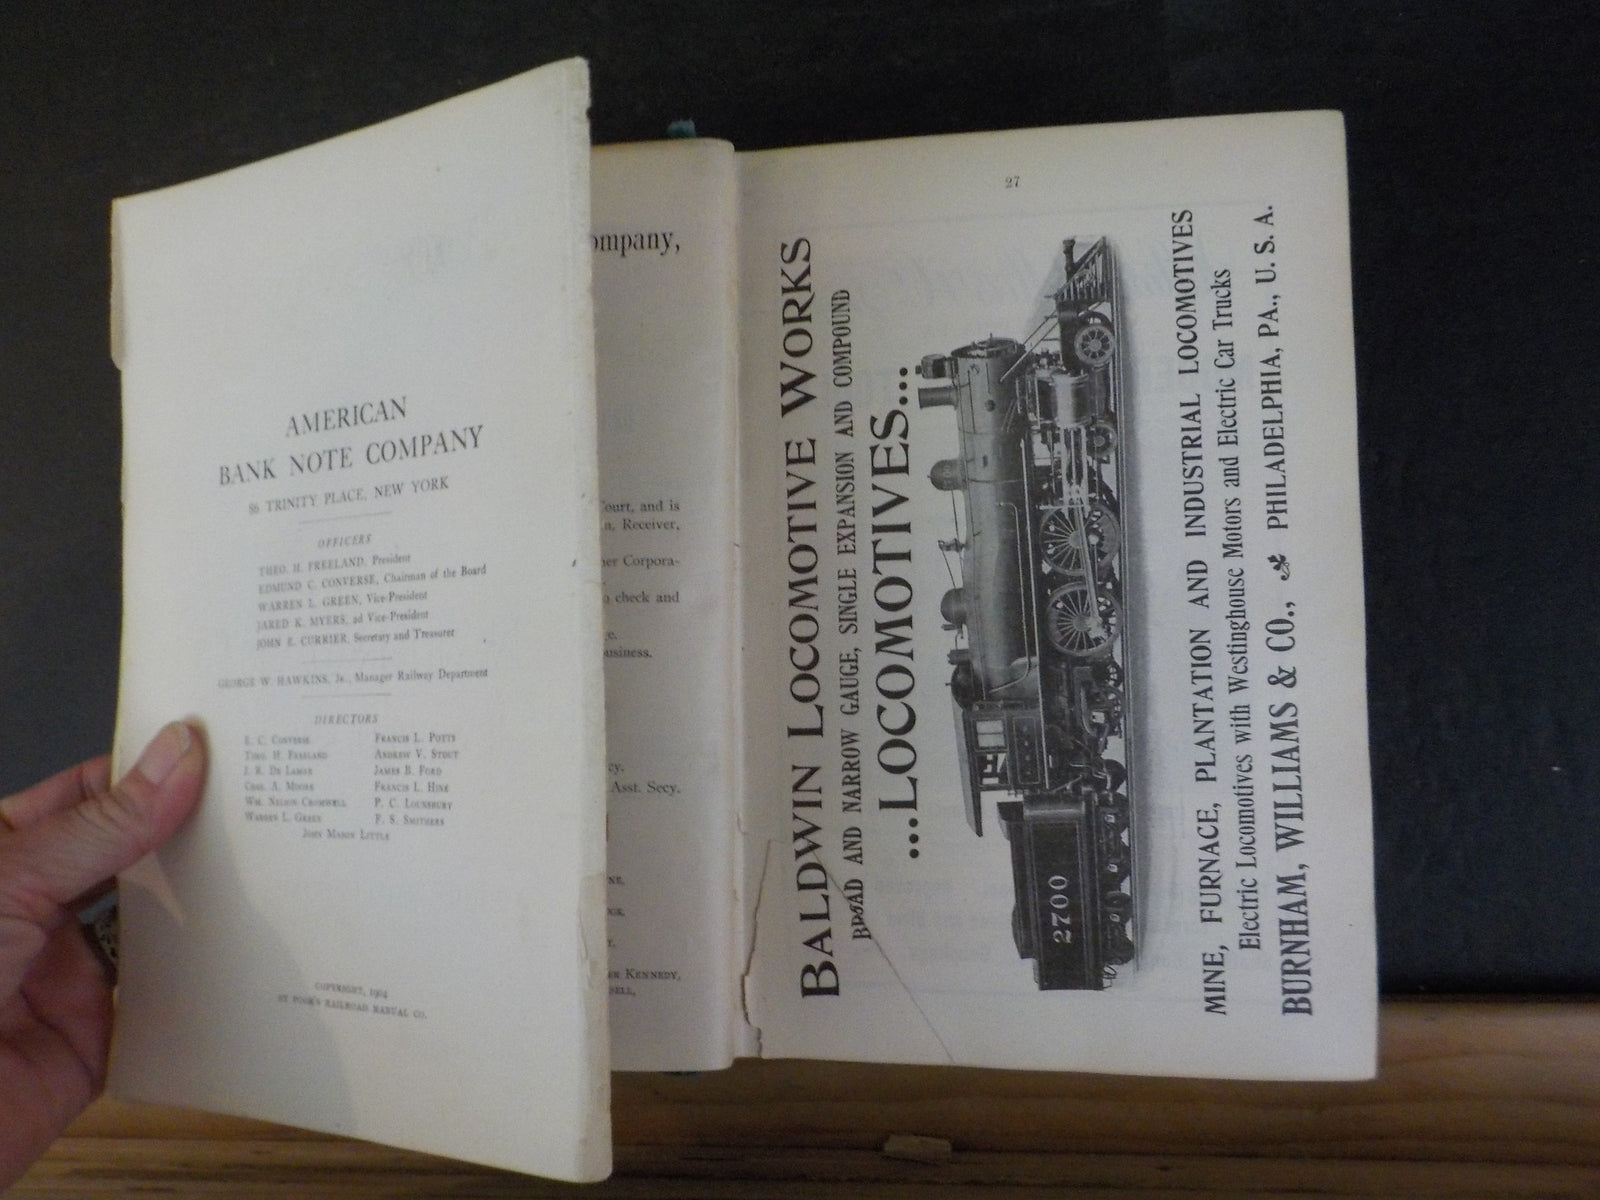 AMERICAN
BANK NOTE COMPANY
86 TRINITY PLACE, NEW YORK
OFFICERS
THEO. H. FREELAND, President
EDMUND C. CONVERSE, Chairman of the Board
WARREN L. GREEN, Vice-President
JARED K. MYERS, 2d Vice-President
JOHN E. CURRIER, Secretary and Treasurer
GEORGE W. HAWKINS, Jr., Manager Railway Department
DIRECTORS
E. C. CONVERSE FRANCIS L. POTTS
THEO. H. FREELAND ANDREW V. STOUT
J. R. DE LAMAR JAMES B. FORD
CHAS. A. MOORE FRANCIS L. HINE
WM. NELSON CROMWELL P. C. LOUNSBURY
WARREN L. GREEN F. S. SMITHERS
JOHN MASON LITTLE
COPYRIGHT, 1904
BY POOR'S RAILROAD MANUAL CO.
ompany,
Court, and is
n, Receiver,
her Corpora-
check and
usiness.
cy.
Asst. Secy.
KENNEDY,
27
BALDWIN LOCOMOTIVE WORKS
BROAD AND NARROW GAUGE, SINGLE EXPANSION AND COMPOUND
...LOCOMOTIVES...
2700
MINE, FURNACE, PLANTATION AND INDUSTRIAL LOCOMOTIVES
Electric Locomotives with Westinghouse Motors and Electric Car Trucks
BURNHAM, WILLIAMS & CO., PHILADELPHIA, PA., U. S. A.